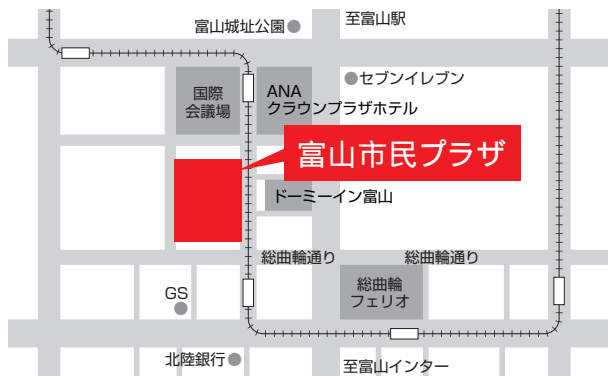 富山城址公園
至富山駅
セブンイレブン
国際
会議場
ANA
クラウンプラザホテル
富山市民プラザ
ドーミーイン富山
総曲輪通り
総曲輪通り
総曲輪
フェリオ
GS
北陸銀行
至富山インター